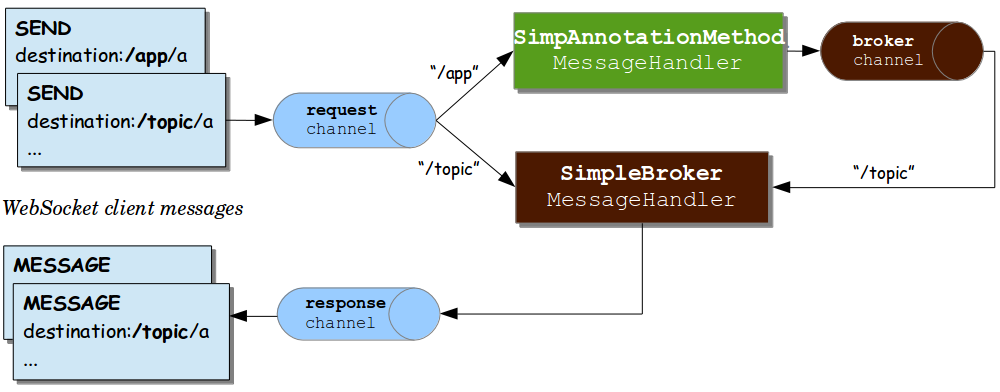 SEND
destination:/app/a
SEND
destination:/topic/a
...
WebSocket client messages
request
channel
"/app"
"/topic"
SimpAnnotationMethod
MessageHandler
broker
channel
SimpleBroker
MessageHandler
"/topic"
MESSAGE
MESSAGE
destination:/topic/a
...
response
channel